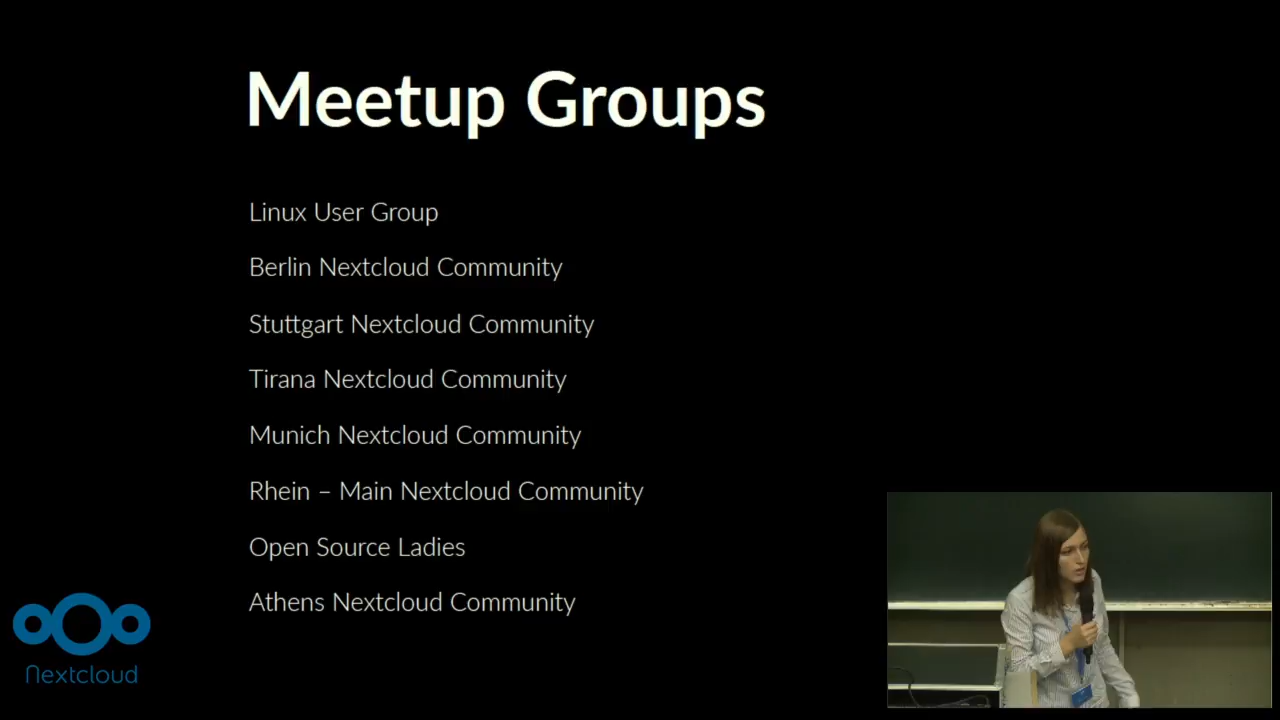 Meetup Groups
Linux User Group
Berlin Nextcloud Community
Stuttgart Nextcloud Community
Tirana Nextcloud Community
Munich Nextcloud Community
Rhein – Main Nextcloud Community
Open Source Ladies
Athens Nextcloud Community
Nextcloud